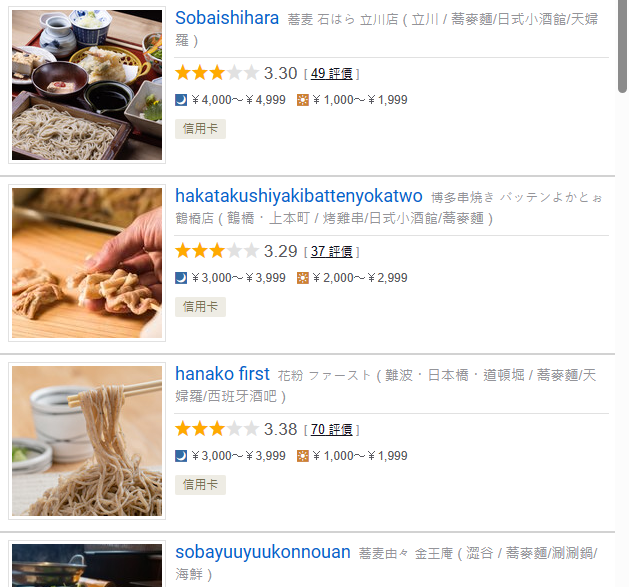 Sobaishihara 蕎麦 石はら 立川店 ( 立川 / 蕎麥麵/日式小酒館/天婦
羅 )
3.30 [ 49 評價 ]
¥4,000～¥4,999 ¥1,000～¥1,999
信用卡
hakatakushiyakibattenyokatwo 博多串焼き バッテンよかとぉ
鶴橋店 ( 鶴橋・上本町 / 烤雞串/日式小酒館/蕎麥麵 )
3.29 [ 37 評價 ]
¥3,000～¥3,999 ¥2,000～¥2,999
信用卡
hanako first 花粉 ファースト ( 難波・日本橋・道頓堀 / 蕎麥麵/天
婦羅/西班牙酒吧 )
3.38 [ 70 評價 ]
¥3,000～¥3,999 ¥1,000～¥1,999
信用卡
sobayuuyuukonnouan 蕎麦由々 金王庵 ( 澀谷 / 蕎麥麵/涮涮鍋/
海鮮 )